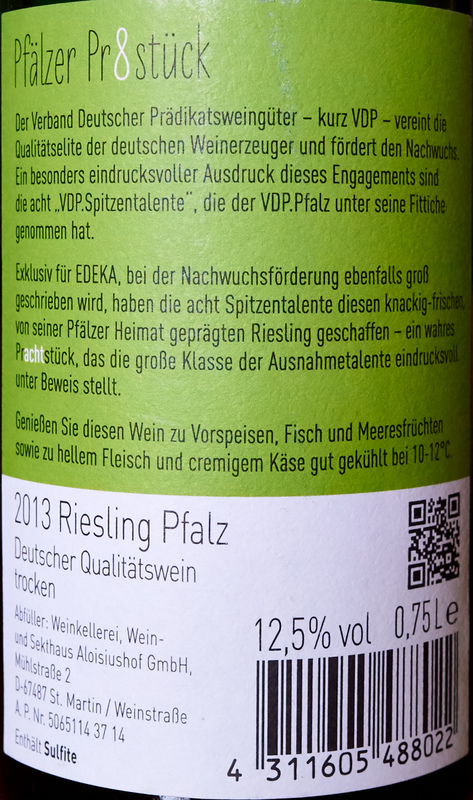 Pfälzer Pr8stück
Der Verband Deutscher Prädikatsweingüter – kurz VDP – vereint die
Qualitätselite der deutschen Weinerzeuger und fördert den Nachwuchs.
Ein besonders eindrucksvoller Ausdruck dieses Engagements sind
die acht „VDP.Spitzentalente", die der VDP.Pfalz unter seine Fittiche
genommen hat.
Exklusiv für EDEKA, bei der Nachwuchsförderung ebenfalls groß
geschrieben wird, haben die acht Spitzentalente diesen knackig-frischen,
von seiner Pfälzer Heimat geprägten Riesling geschaffen – ein wahres
Prachtstück, das die große Klasse der Ausnahmetalente eindrucksvoll
unter Beweis stellt.
Genießen Sie diesen Wein zu Vorspeisen, Fisch und Meeresfrüchten
sowie zu hellem Fleisch und cremigem Käse gut gekühlt bei 10-12°C.
2013 Riesling Pfalz
Deutscher Qualitätswein
trocken
Abfüller: Weinkellerei, Wein-
und Sekthaus Aloisiushof GmbH,
Mühlstraße 2
D-67487 St. Martin / Weinstraße
A. P. Nr. 5065114 37 14
Enthält Sulfite
12,5% vol 0,75L e
4 311605 488022